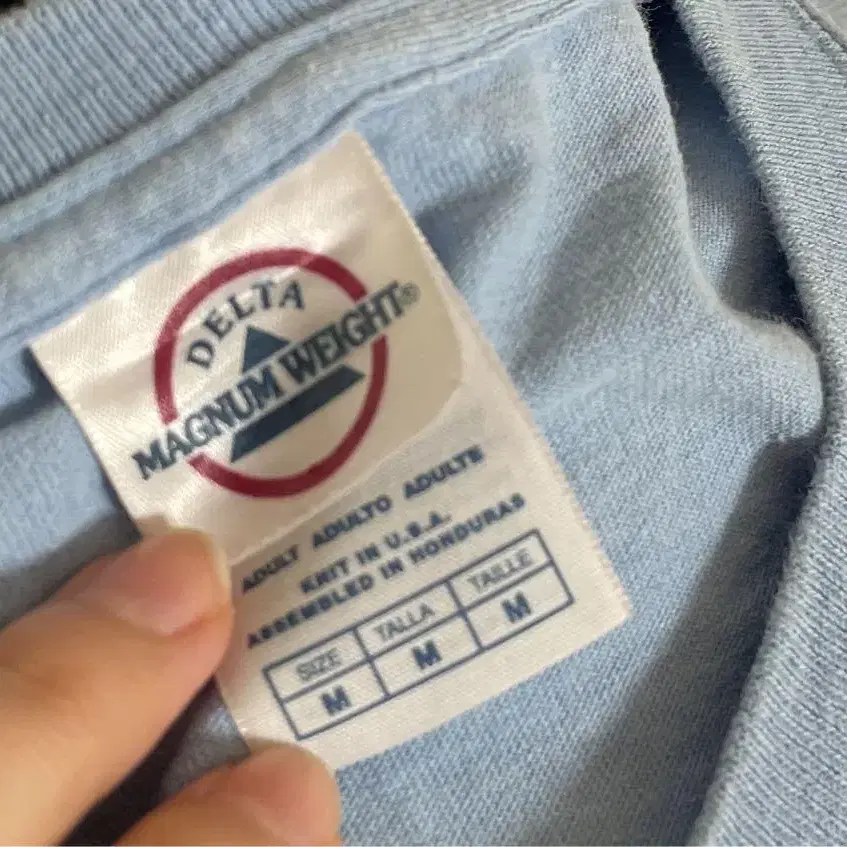 DELTA
MAGNUM WEIGHT®
ADULT ADULTO ADULTE
KNIT IN U.S.A.
ASSEMBLED IN HONDURAS
SIZE TALLA TAILLE
M M M